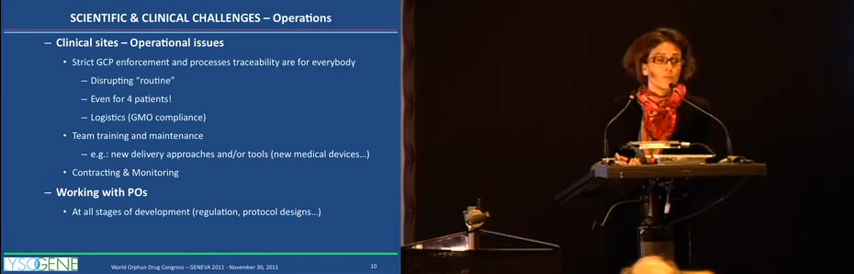 SCIENTIFIC & CLINICAL CHALLENGES – Operations
– Clinical sites – Operational issues
• Strict GCP enforcement and processes traceability are for everybody
– Disrupting “routine”
– Even for 4 patients!
– Logistics (GMO compliance)
• Team training and maintenance
– e.g.: new delivery approaches and/or tools (new medical devices...)
• Contracting & Monitoring
– Working with POs
• At all stages of development (regulation, protocol designs...)
YSOGENE
World Orphan Drug Congress – GENEVA 2011 - November 30, 2011
10